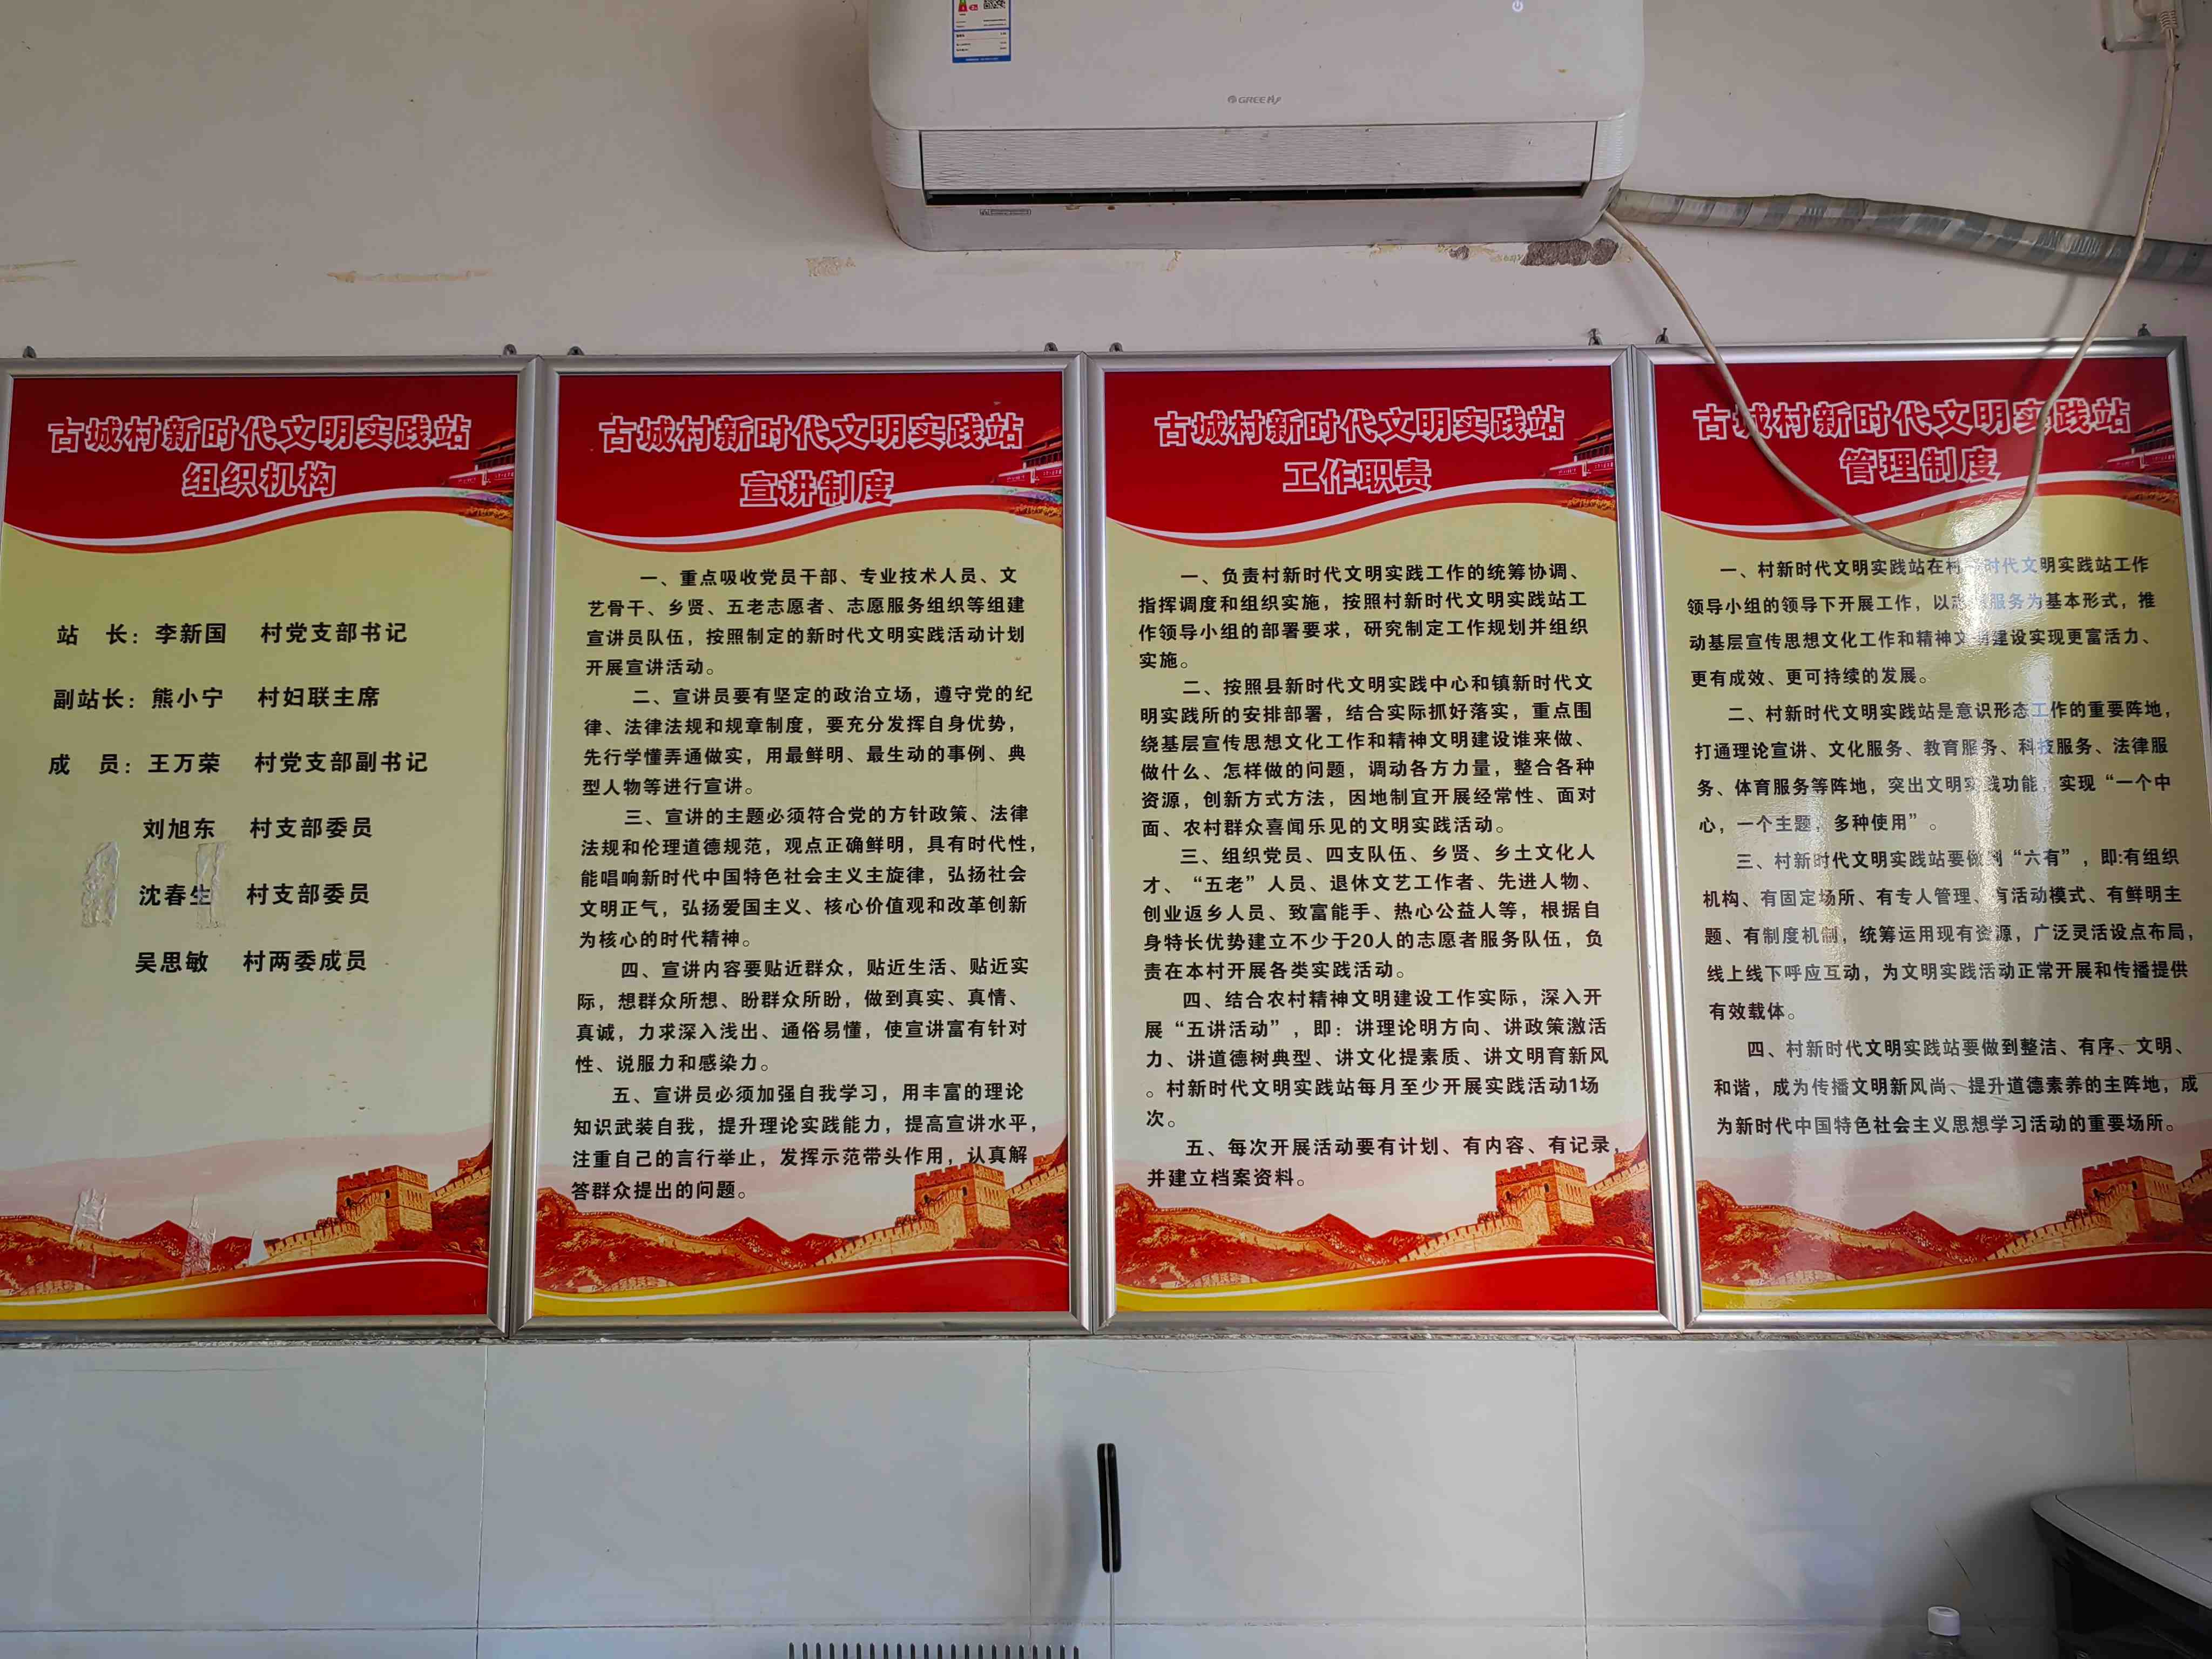 GREE格力
古城村新时代文明实践站
组织机构
站 长：李新国 村党支部书记
副站长：熊小宁 村妇联主席
成 员：王万荣 村党支部副书记
刘旭东 村支部委员
沈春生 村支部委员
吴思敏 村两委成员
古城村新时代文明实践站
宣讲制度
一、重点吸收党员干部、专业技术人员、文
艺骨干、乡贤、五老志愿者、志愿服务组织等组建
宣讲员队伍，按照制定的新时代文明实践活动计划
开展宣讲活动。
二、宣讲员要有坚定的政治立场，遵守党的纪
律、法律法规和规章制度，要充分发挥自身优势，
先行学懂弄通做实，用最鲜明、最生动的事例、典
型人物等进行宣讲。
三、宣讲的主题必须符合党的方针政策、法律
法规和伦理道德规范，观点正确鲜明，具有时代性，
能唱响新时代中国特色社会主义主旋律，弘扬社会
文明正气，弘扬爱国主义、核心价值观和改革创新
为核心的时代精神。
四、宣讲内容要贴近群众，贴近生活、贴近实
际，想群众所想、盼群众所盼，做到真实、真情、
真诚，力求深入浅出、通俗易懂，使宣讲富有针对
性、说服力和感染力。
五、宣讲员必须加强自我学习，用丰富的理论
知识武装自我，提升理论实践能力，提高宣讲水平，
注重自己的言行举止，发挥示范带头作用，认真解
答群众提出的问题。
古城村新时代文明实践站
工作职责
一、负责村新时代文明实践工作的统筹协调、
指挥调度和组织实施，按照村新时代文明实践站工
作领导小组的部署要求，研究制定工作规划并组织
实施。
二、按照县新时代文明实践中心和镇新时代文
明实践所的安排部署，结合实际抓好落实，重点围
绕基层宣传思想文化工作和精神文明建设谁来做、
做什么、怎样做的问题，调动各方力量，整合各种
资源，创新方式方法，因地制宜开展经常性、面对
面、农村群众喜闻乐见的文明实践活动。
三、组织党员、四支队伍、乡贤、乡土文化人
才、“五老”人员、退休文艺工作者、先进人物、
创业返乡人员、致富能手、热心公益人等，根据自
身特长优势建立不少于20人的志愿者服务队伍，负
责在本村开展各类实践活动。
四、结合农村精神文明建设工作实际，深入开
展“五讲活动”，即：讲理论明方向、讲政策激活
力、讲道德树典型、讲文化提素质、讲文明育新风
。村新时代文明实践站每月至少开展实践活动1场
次。
五、每次开展活动要有计划、有内容、有记录，
并建立档案资料。
古城村新时代文明实践站
管理制度
一、村新时代文明实践站在村新时代文明实践站工作
领导小组的领导下开展工作，以志愿服务为基本形式，推
动基层宣传思想文化工作和精神文明建设实现更富活力、
更有成效、更可持续的发展。
二、村新时代文明实践站是意识形态工作的重要阵地，
打通理论宣讲、文化服务、教育服务、科技服务、法律服
务、体育服务等阵地，突出文明实践功能，实现“一个中
心，一个主题，多种使用”。
三、村新时代文明实践站要做到“六有”，即:有组织
机构、有固定场所、有专人管理、有活动模式、有鲜明主
题、有制度机制，统筹运用现有资源，广泛灵活设点布局，
线上线下呼应互动，为文明实践活动正常开展和传播提供
有效载体。
四、村新时代文明实践站要做到整洁、有序、文明、
和谐，成为传播文明新风尚、提升道德素养的主阵地，成
为新时代中国特色社会主义思想学习活动的重要场所。